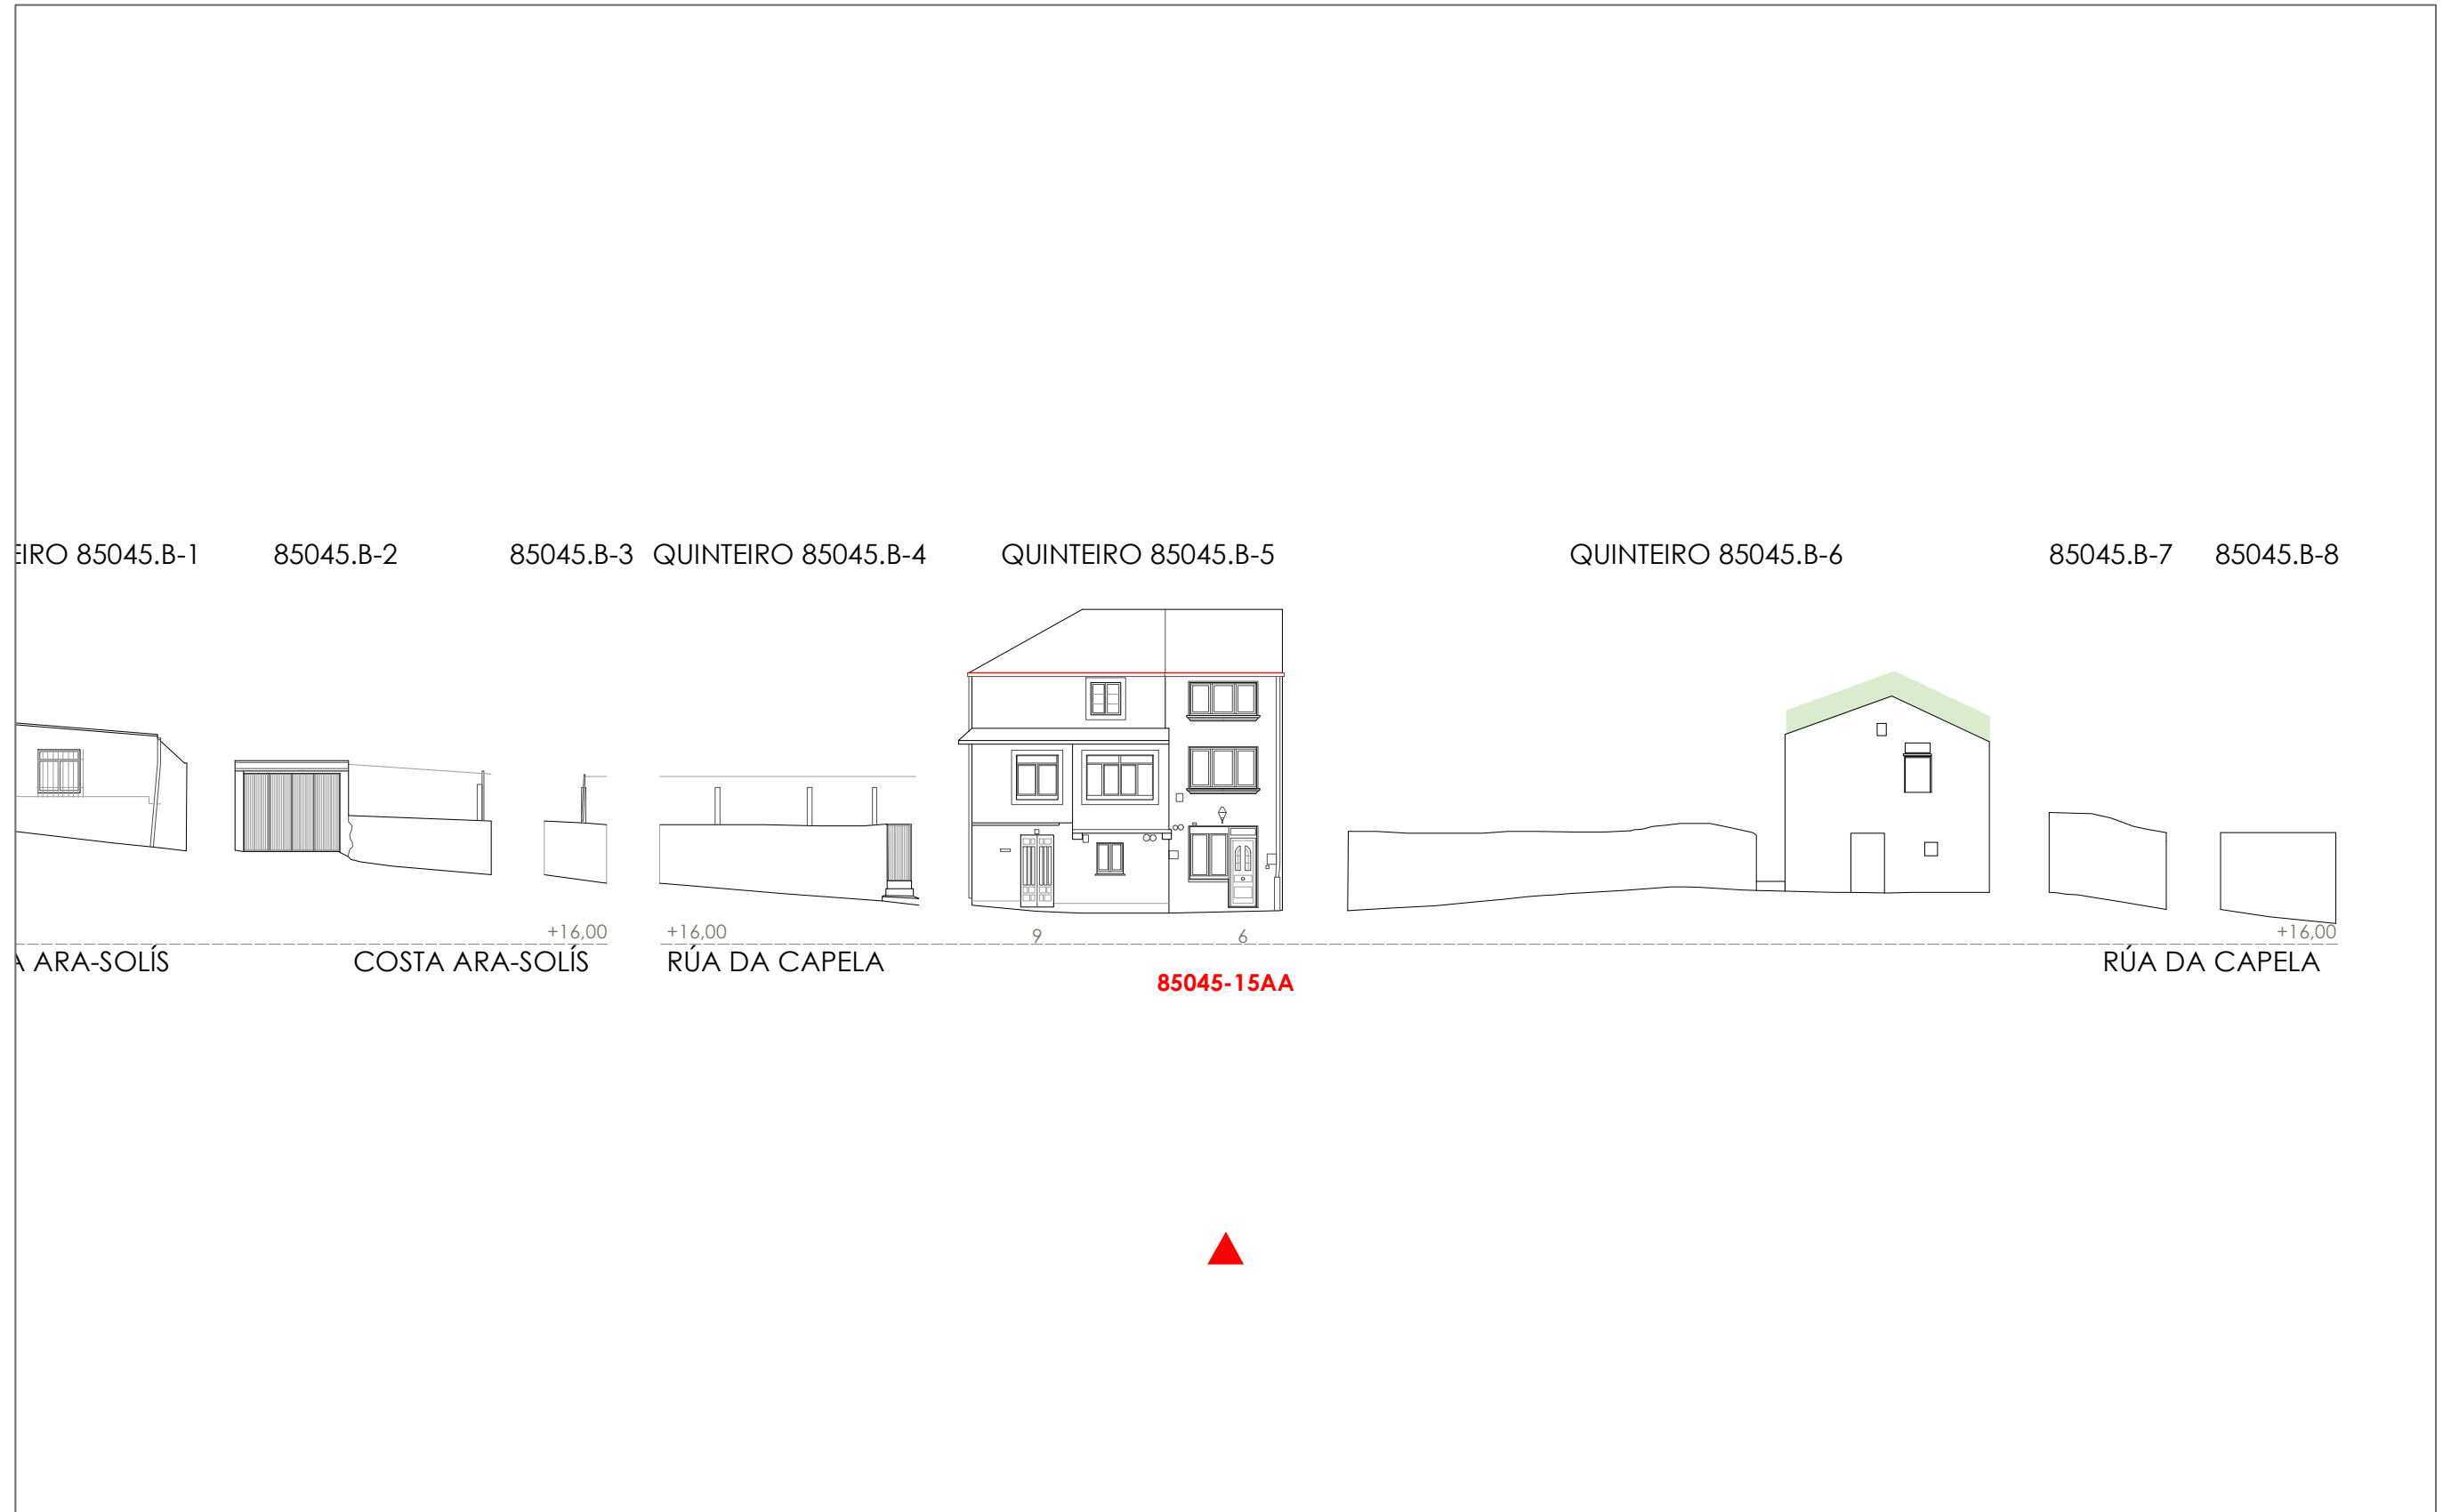 EIRO 85045.B-1 85045.B-2 85045.B-3 QUINTEIRO 85045.B-4 QUINTEIRO 85045.B-5 QUINTEIRO 85045.B-6 85045.B-7 85045.B-8
+16,00 +16,00 9 6 +16,00
A ARA-SOLÍS COSTA ARA-SOLÍS RÚA DA CAPELA RÚA DA CAPELA
85045-15AA